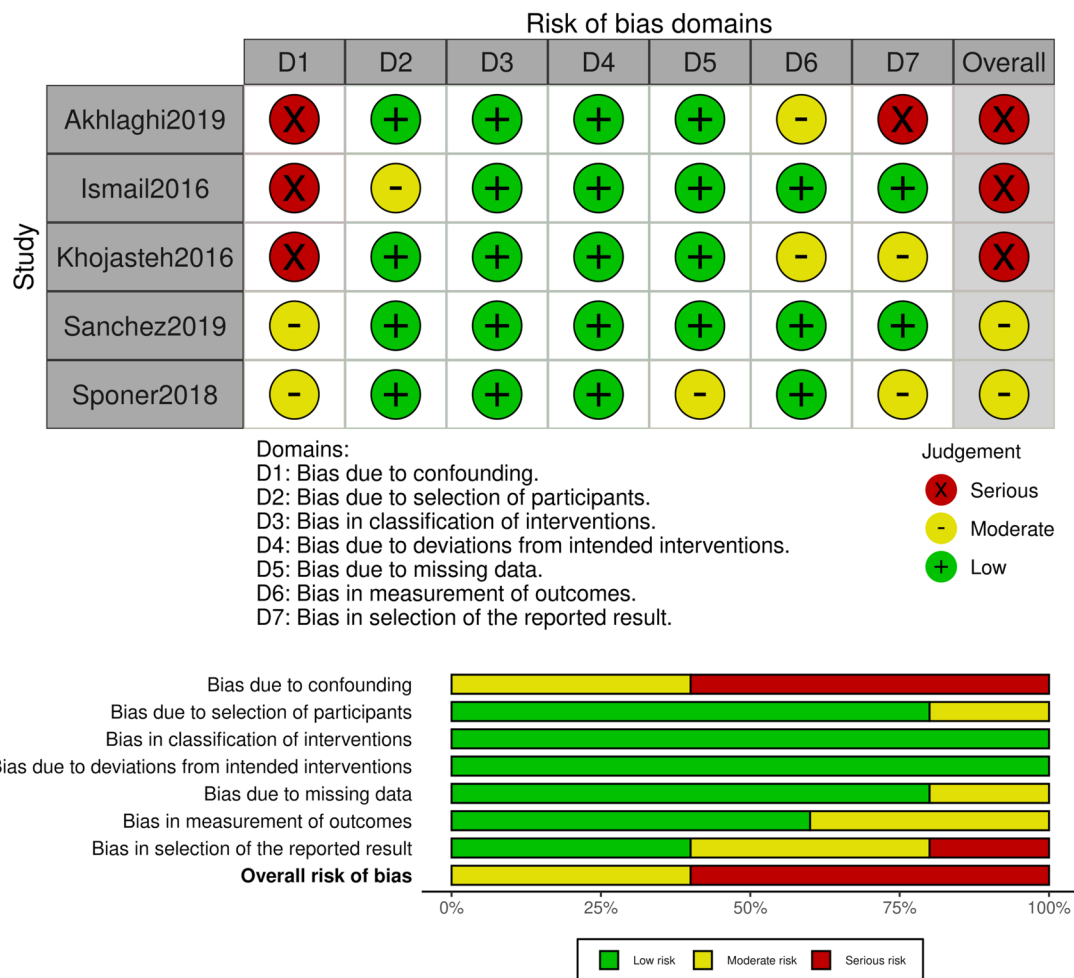 Risk of bias domains
D1 D2 D3 D4 D5 D6 D7 Overall
Study
Akhlaghi2019 X + + + + - X X
Ismail2016 X - + + + + + X
Khojasteh2016 X + + + + - - X
Sanchez2019 - + + + + + + -
Sponer2018 - + + + - + - -
Domains:
D1: Bias due to confounding.
D2: Bias due to selection of participants.
D3: Bias in classification of interventions.
D4: Bias due to deviations from intended interventions.
D5: Bias due to missing data.
D6: Bias in measurement of outcomes.
D7: Bias in selection of the reported result.
Judgement
X Serious
- Moderate
+ Low
Bias due to confounding
Bias due to selection of participants
Bias in classification of interventions
Bias due to deviations from intended interventions
Bias due to missing data
Bias in measurement of outcomes
Bias in selection of the reported result
Overall risk of bias
0% 25% 50% 75% 100%
Low risk Moderate risk Serious risk